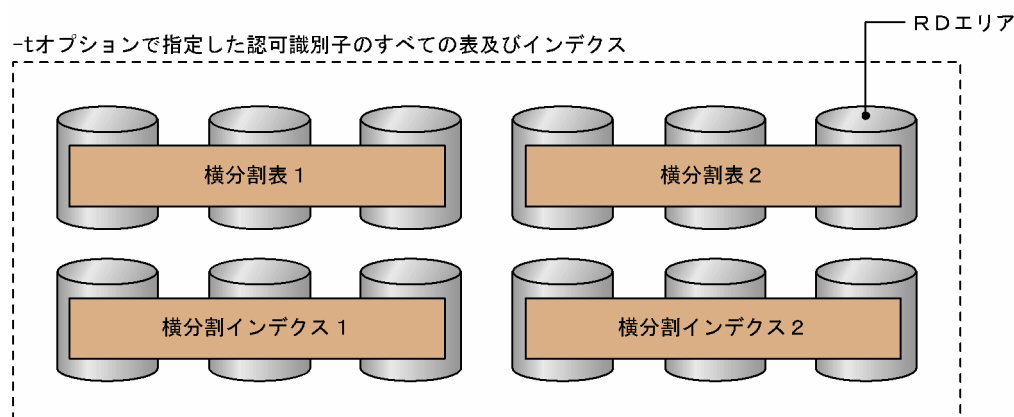 RDエリア
-tオプションで指定した認可識別子のすべての表及びインデクス
横分割表1
横分割表2
横分割インデクス1
横分割インデクス2